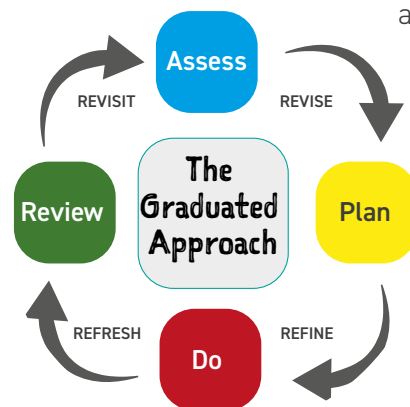 a
Assess
REVISIT
REVISE
The
Graduated
Approach
Review
Plan
REFRESH
REFINE
Do